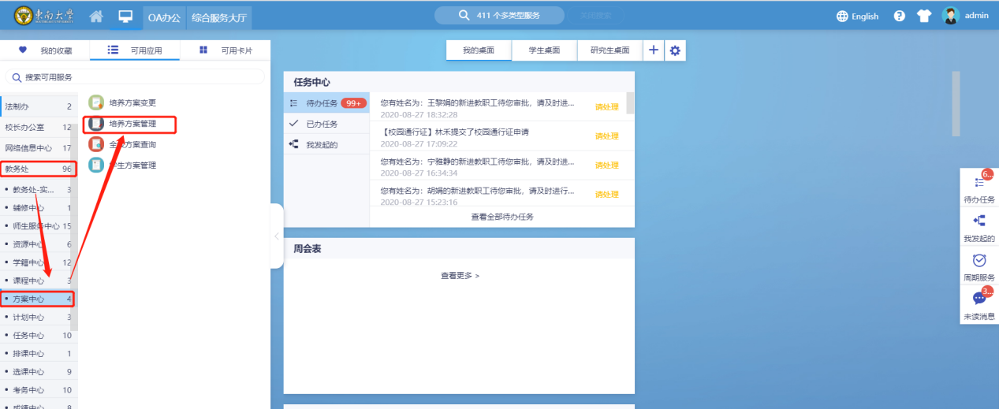 東南大學
OA办公
综合服务大厅
411 个多类型服务
关闭搜索
English
admin
我的收藏
可用应用
可用卡片
搜索可用服务
法制办 2
校长办公室 12
网络信息中心 17
教务处 96
教务处-实... 3
辅修中心 1
师生服务中心 15
资源中心 6
学籍中心 12
课程中心 3
方案中心 4
计划中心 3
任务中心 10
排课中心 1
选课中心 9
考务中心 10
成绩中心 8
培养方案变更
培养方案管理
全校方案查询
学生方案管理
我的桌面
学生桌面
研究生桌面
任务中心
待办任务 99+
已办任务
我发起的
您有姓名为：王黎娟的新进教职工待您审批，请及时进...
2020-08-27 18:32:28
请处理
【校园通行证】林禾提交了校园通行证申请
2020-08-27 17:09:22
请处理
您有姓名为：宁雅静的新进教职工待您审批，请及时进...
2020-08-27 16:34:34
请处理
您有姓名为：胡娟的新进教职工待您审批，请及时进行...
2020-08-27 15:23:16
请处理
查看全部待办任务
周会表
查看更多 >
6...
待办任务
我发起的
周期服务
3...
未读消息